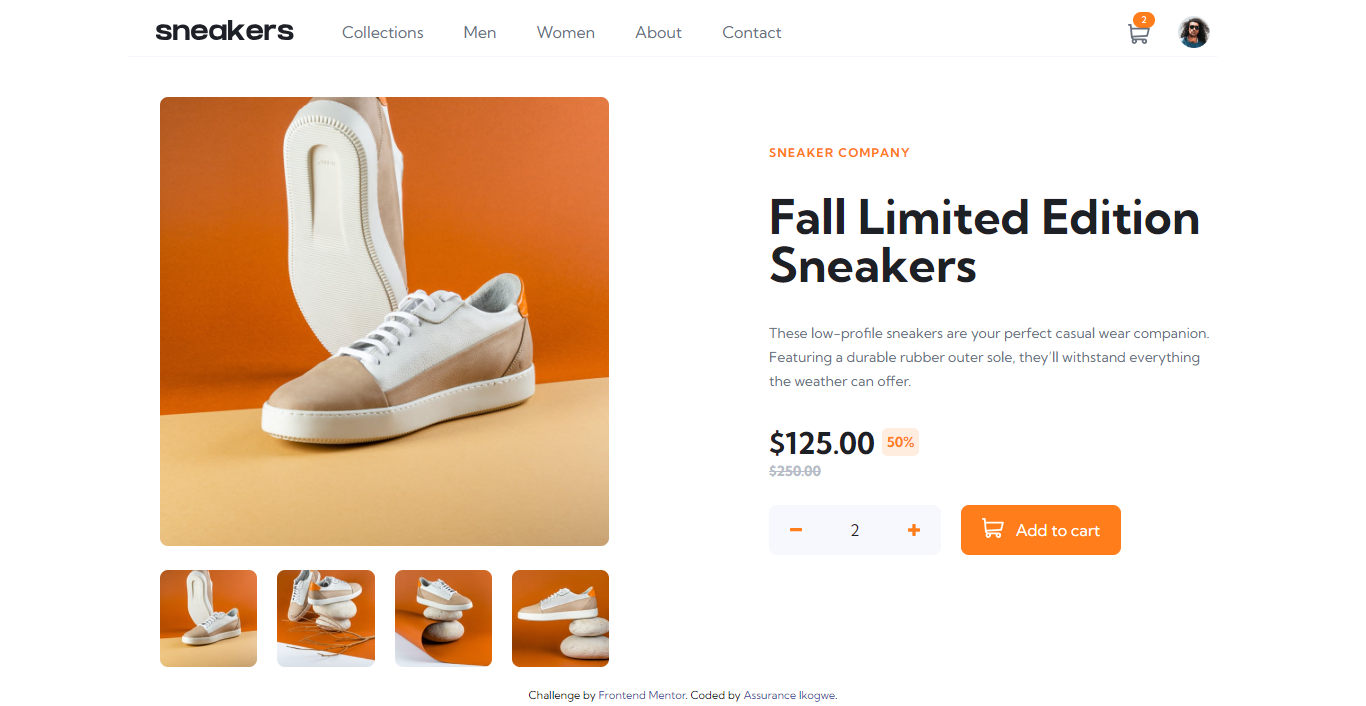 sneakers
Collections
Men
Women
About
Contact
2
SNEAKER COMPANY
Fall Limited Edition
Sneakers
These low-profile sneakers are your perfect casual wear companion.
Featuring a durable rubber outer sole, they'll withstand everything
the weather can offer.
$125.00 50%
$250.00
2
Add to cart
Challenge by Frontend Mentor. Coded by Assurance Ikogwe.